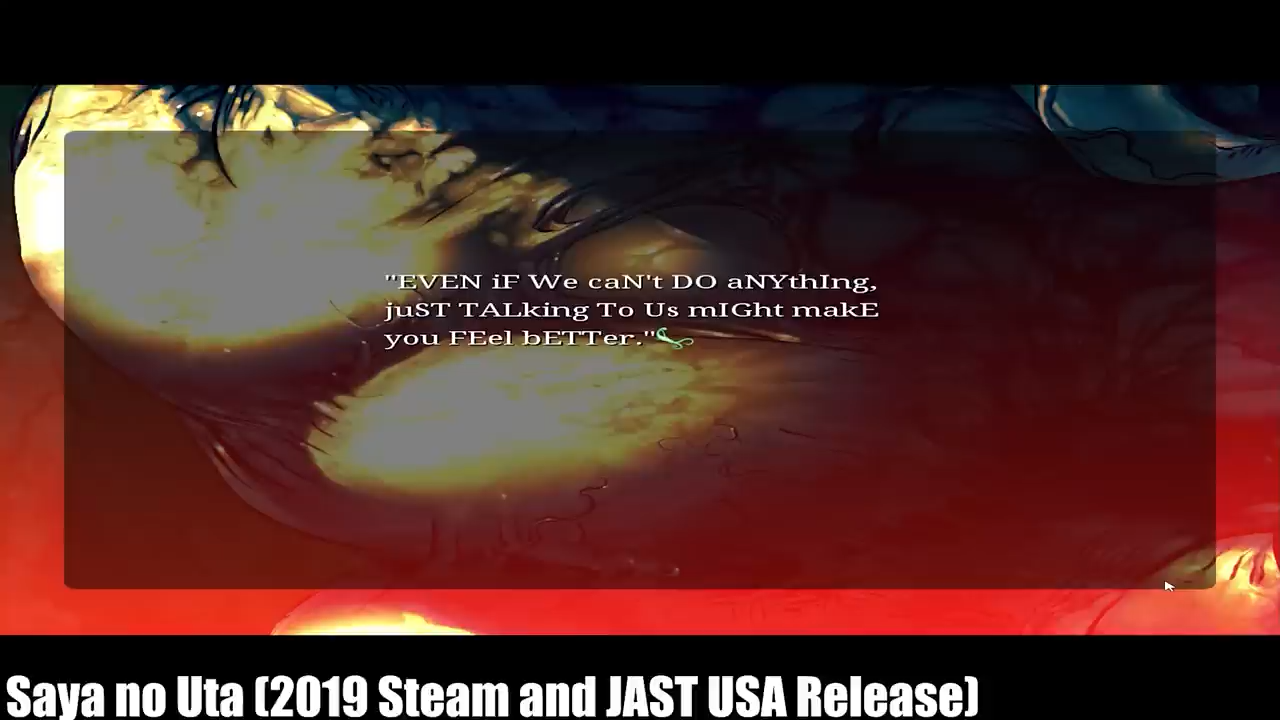 "EVEN iF We caN't DO aNYthIng,
juST TALking To Us mIGht makE
you FEel bETTer."
Saya no Uta (2019 Steam and JAST USA Release)